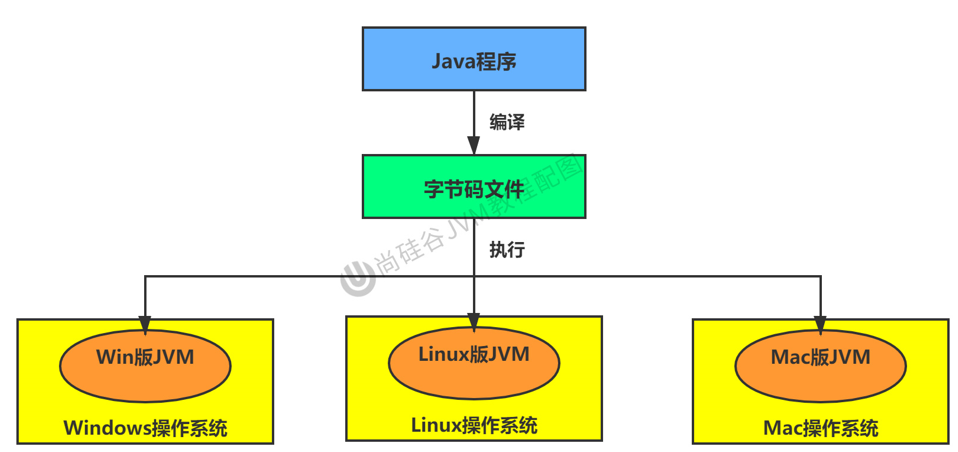 Java程序
编译
字节码文件
尚硅谷JVM教程配图
执行
Win版JVM
Linux版JVM
Mac版JVM
Windows操作系统
Linux操作系统
Mac操作系统